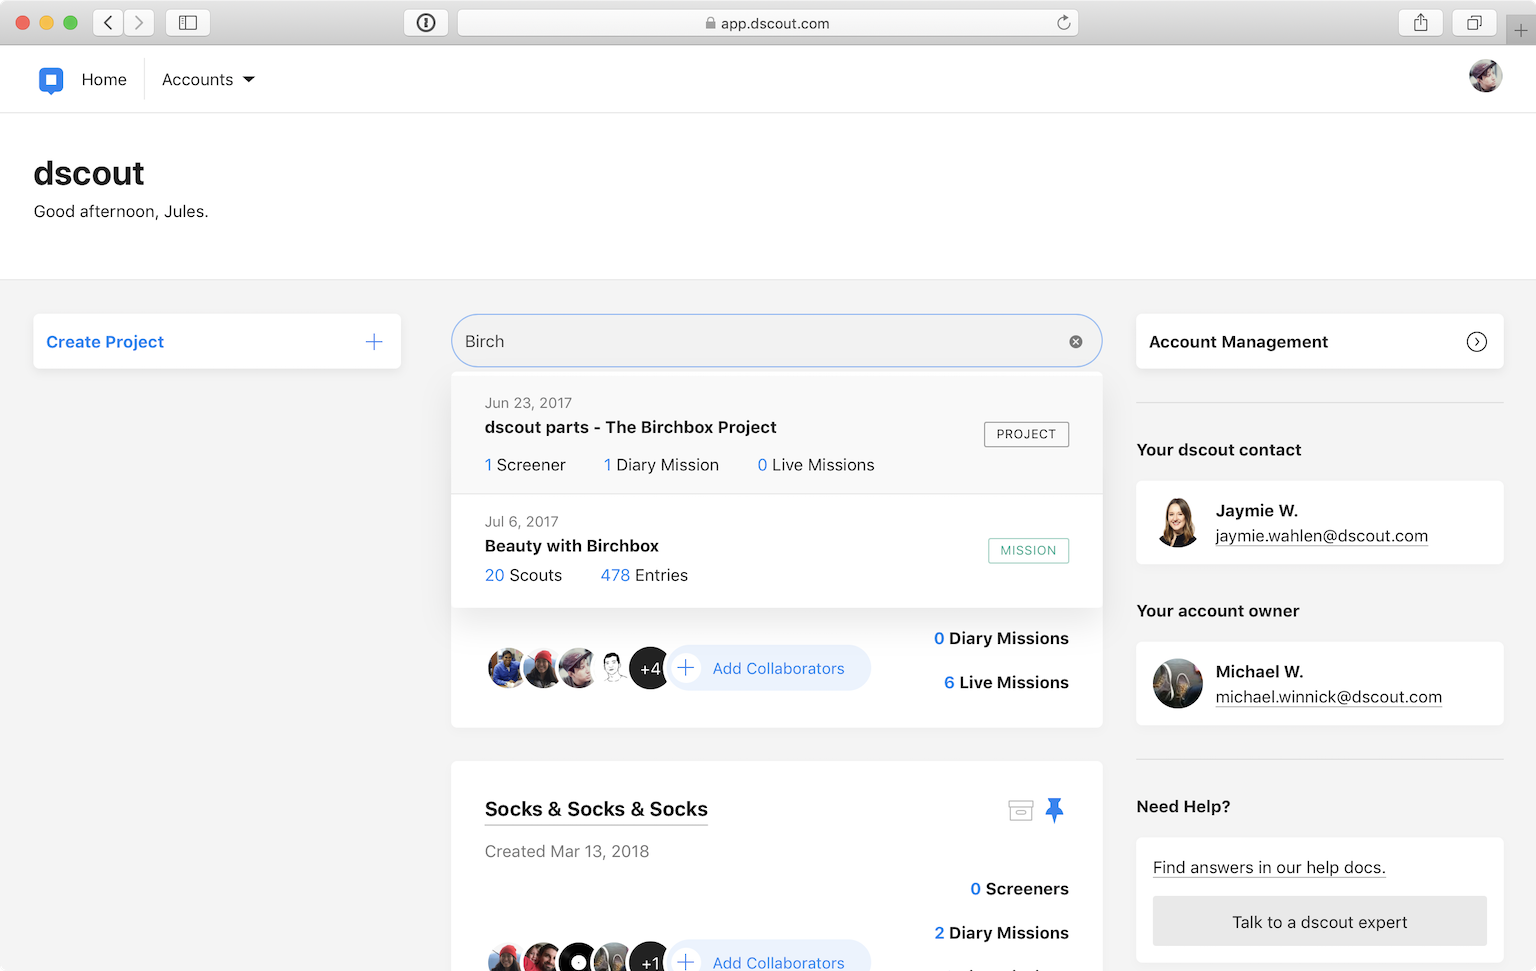 app.dscout.com
Home
Accounts
dscout
Good afternoon, Jules.
Create Project
Birch
Jun 23, 2017
dscout parts - The Birchbox Project
PROJECT
1 Screener 1 Diary Mission 0 Live Missions
Jul 6, 2017
Beauty with Birchbox
MISSION
20 Scouts 478 Entries
0 Diary Missions
+4
Add Collaborators
6 Live Missions
Socks & Socks & Socks
Created Mar 13, 2018
0 Screeners
2 Diary Missions
+1
Add Collaborators
Account Management
Your dscout contact
Jaymie W.
jaymie.wahlen@dscout.com
Your account owner
Michael W.
michael.winnick@dscout.com
Need Help?
Find answers in our help docs.
Talk to a dscout expert